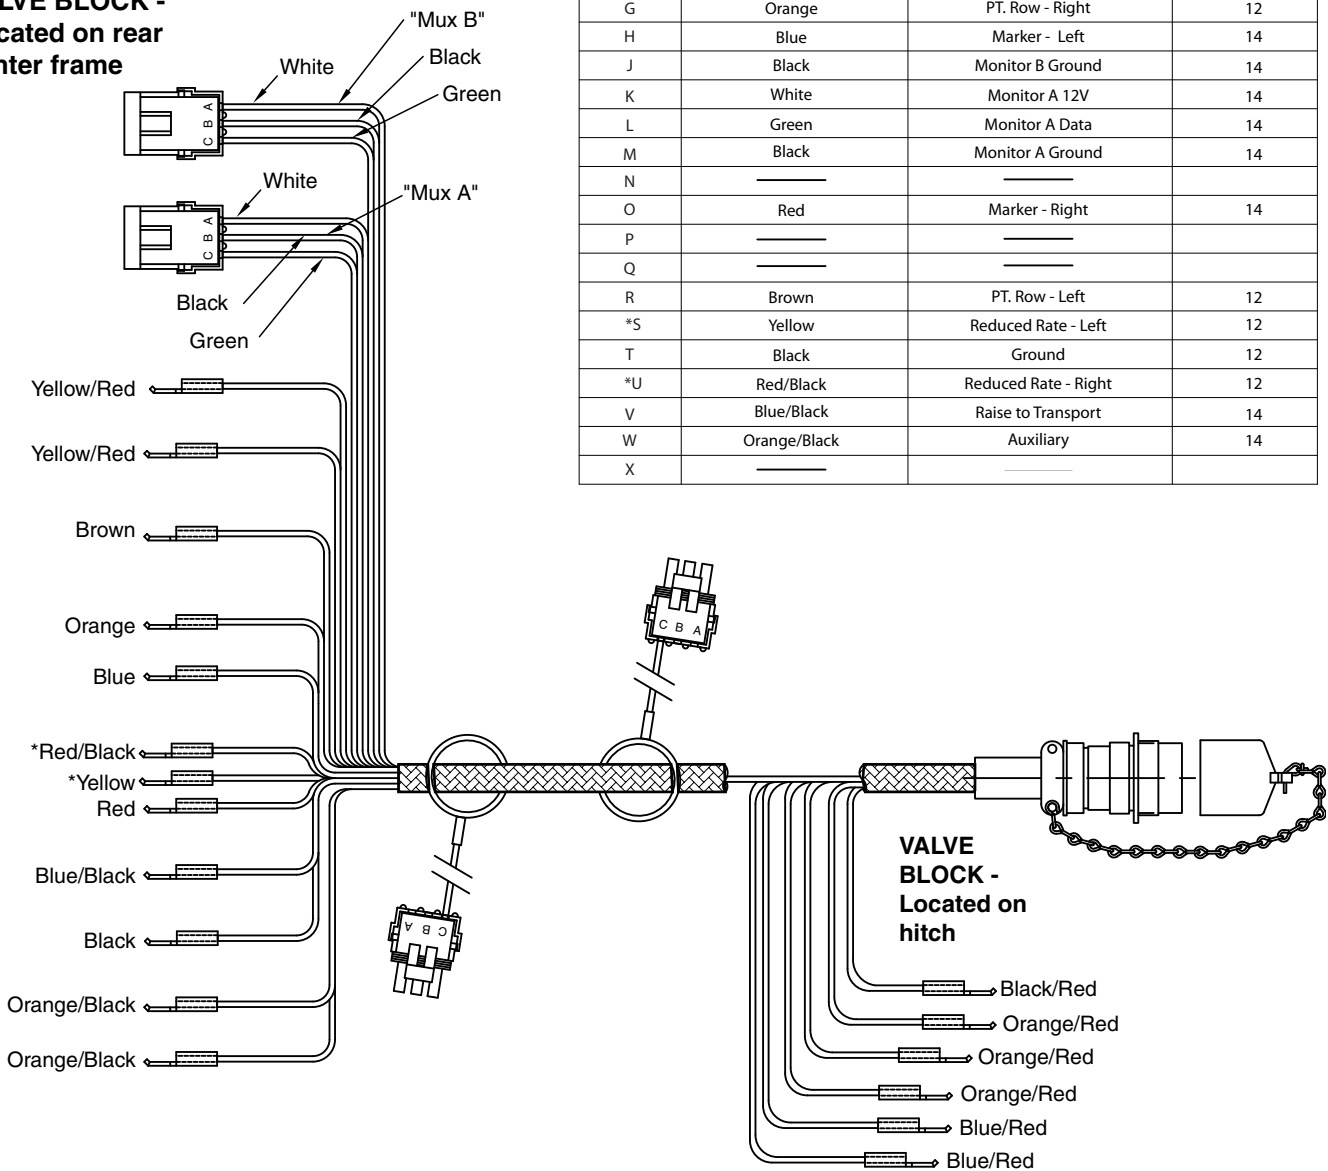 cated on rear
nter frame
"Mux B"
White
Black
Green
A
B
C
White
"Mux A"
A
B
C
Black
Green
Yellow/Red
Yellow/Red
Brown
Orange
Blue
*Red/Black
*Yellow
Red
Blue/Black
Black
Orange/Black
Orange/Black
G Orange PT. Row - Right 12
H Blue Marker - Left 14
J Black Monitor B Ground 14
K White Monitor A 12V 14
L Green Monitor A Data 14
M Black Monitor A Ground 14
N
O Red Marker - Right 14
P
Q
R Brown PT. Row - Left 12
*S Yellow Reduced Rate - Left 12
T Black Ground 12
*U Red/Black Reduced Rate - Right 12
V Blue/Black Raise to Transport 14
W Orange/Black Auxiliary 14
X
C B A
C B A
VALVE
BLOCK -
Located on
hitch
Black/Red
Orange/Red
Orange/Red
Orange/Red
Blue/Red
Blue/Red